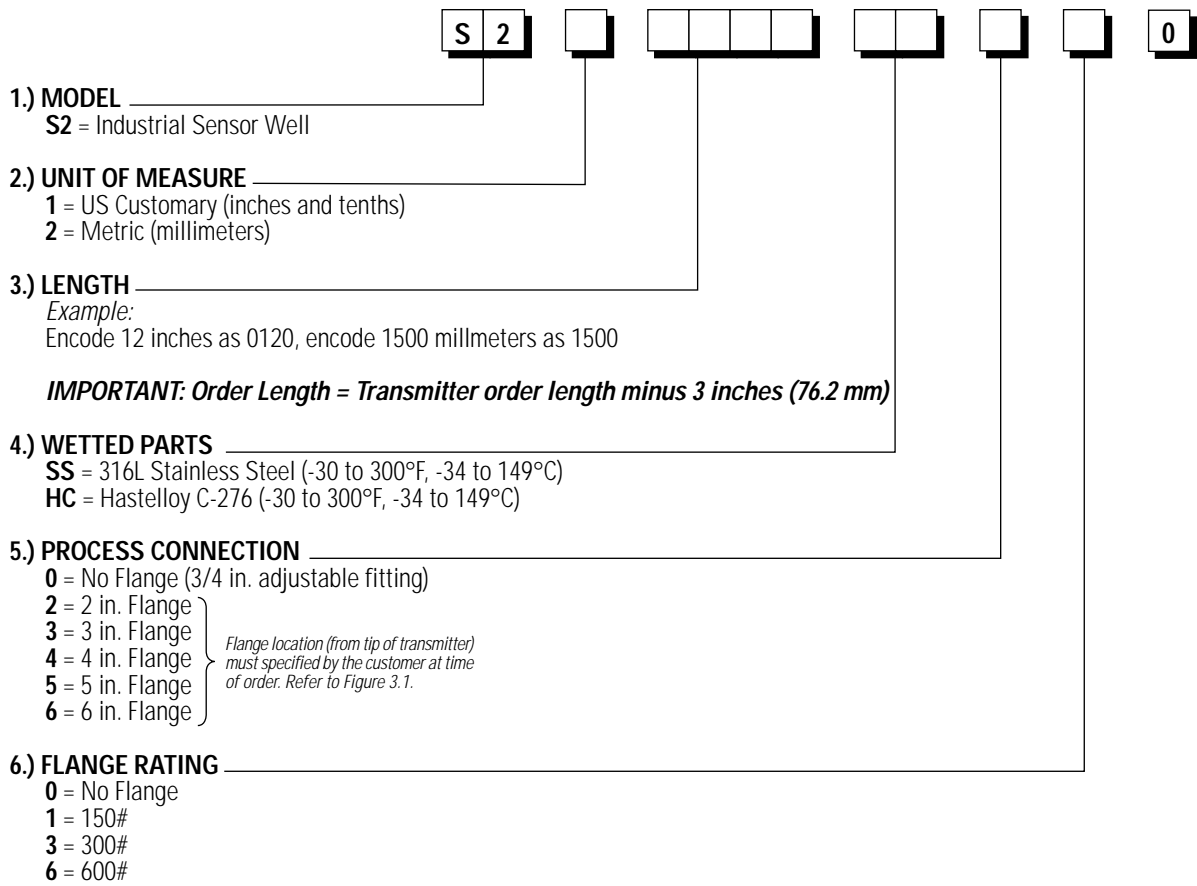 S 2 0
1.) MODEL
S2 = Industrial Sensor Well
2.) UNIT OF MEASURE
1 = US Customary (inches and tenths)
2 = Metric (millimeters)
3.) LENGTH
Example:
Encode 12 inches as 0120, encode 1500 millmeters as 1500
IMPORTANT: Order Length = Transmitter order length minus 3 inches (76.2 mm)
4.) WETTED PARTS
SS = 316L Stainless Steel (-30 to 300°F, -34 to 149°C)
HC = Hastelloy C-276 (-30 to 300°F, -34 to 149°C)
5.) PROCESS CONNECTION
0 = No Flange (3/4 in. adjustable fitting)
2 = 2 in. Flange
3 = 3 in. Flange
4 = 4 in. Flange
5 = 5 in. Flange
6 = 6 in. Flange
Flange location (from tip of transmitter)
must specified by the customer at time
of order. Refer to Figure 3.1.
6.) FLANGE RATING
0 = No Flange
1 = 150#
3 = 300#
6 = 600#